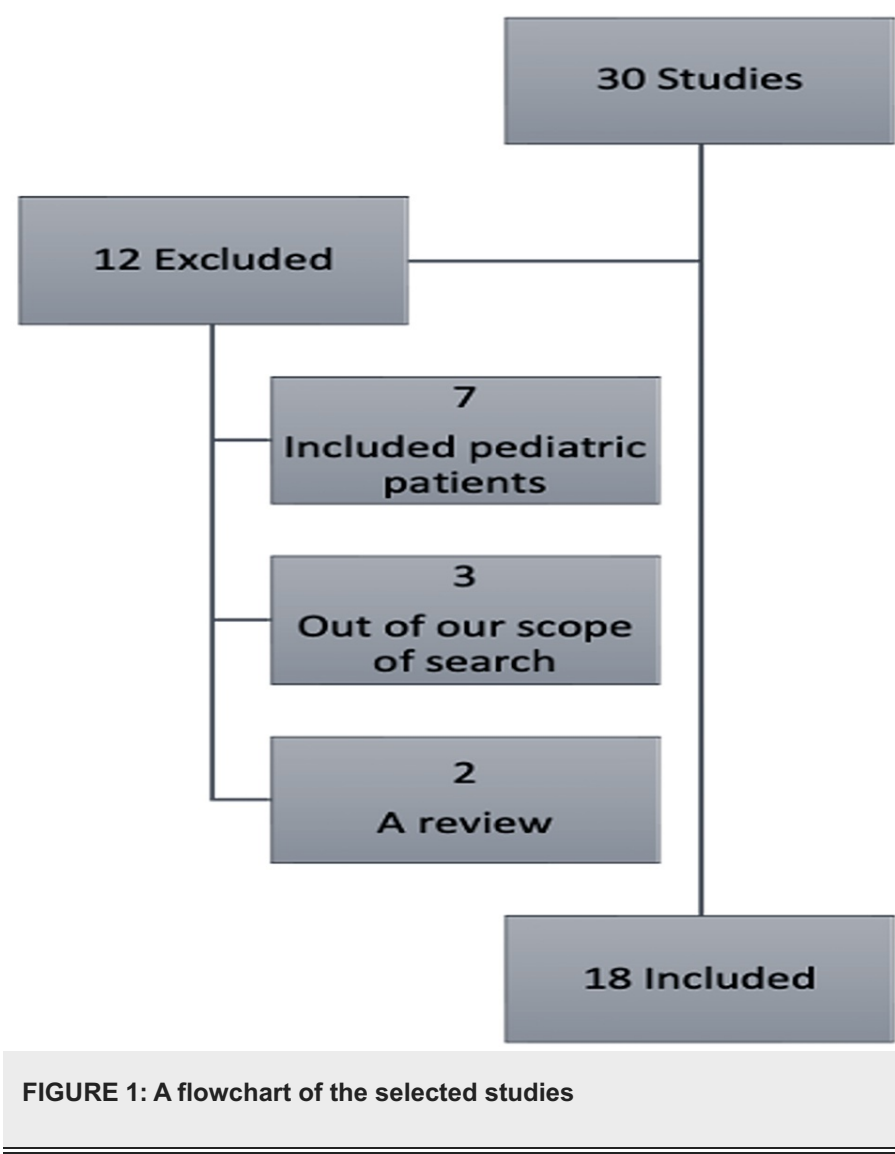 30 Studies
12 Excluded
7
Included pediatric
patients
3
Out of our scope
of search
2
A review
18 Included
FIGURE 1: A flowchart of the selected studies